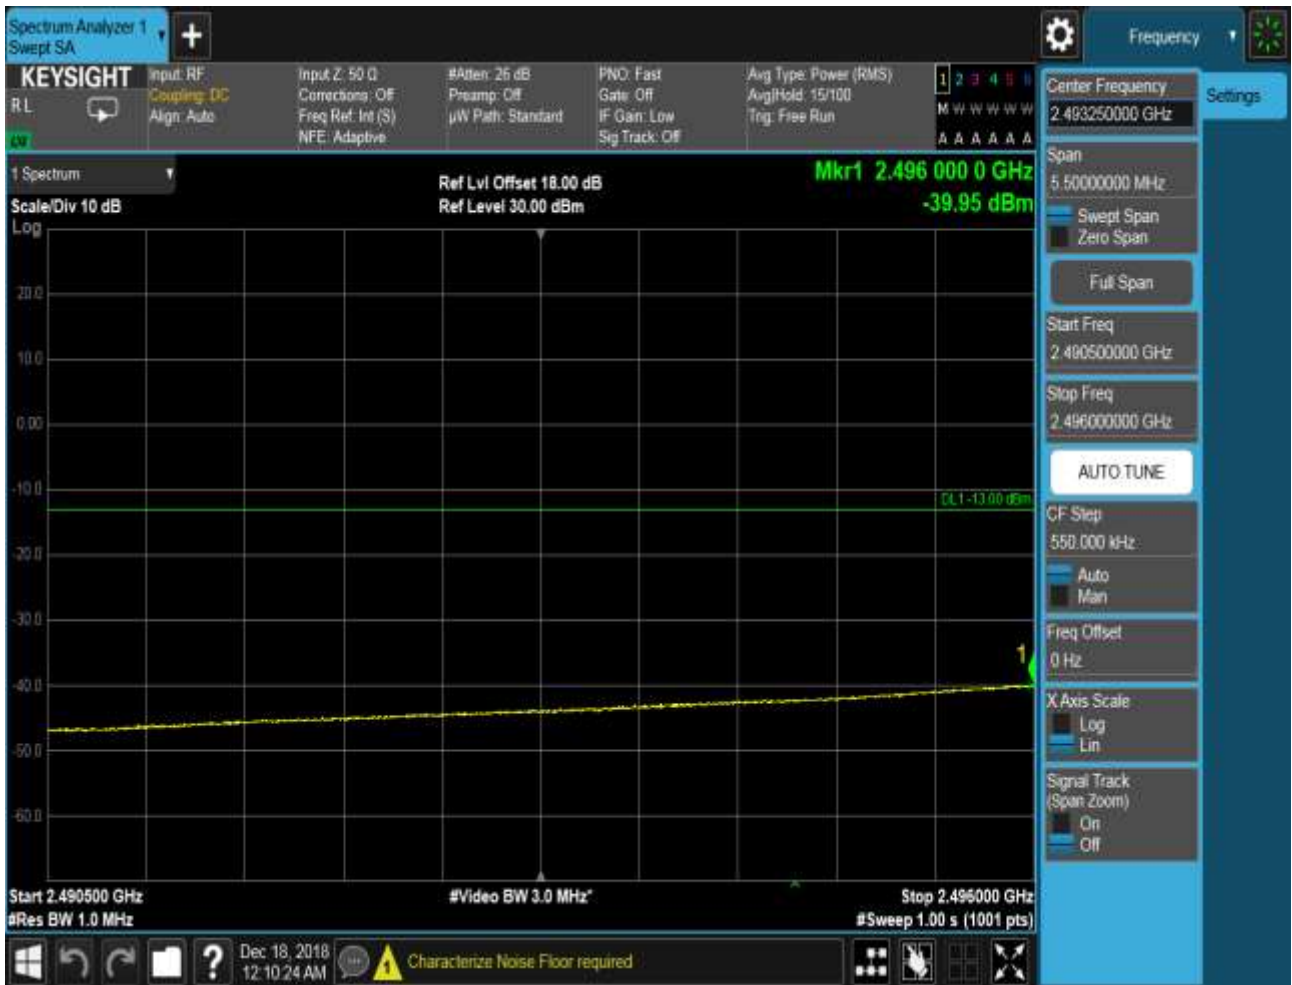 Spectrum Analyzer 1
Swept SA
Frequency
KEYSIGHT
R L
Input: RF
Coupling: DC
Align: Auto
Input Z: 50 Ω
Corrections: Off
Freq Ref: Int (S)
NFE: Adaptive
#Atten: 26 dB
Preamp: Off
µW Path: Standard
PNO: Fast
Gate: Off
IF Gain: Low
Sig Track: Off
Avg Type: Power (RMS)
Avg|Hold: 15/100
Trig: Free Run
1 2 3 4 5 6
M W W W W W
A A A A A A
Settings
1 Spectrum
Scale/Div 10 dB
Log
Ref Lvl Offset 18.00 dB
Ref Level 30.00 dBm
Mkr1 2.496 000 0 GHz
-39.95 dBm
20.0
10.0
0.00
-10.0
-20.0
-30.0
-40.0
-50.0
-60.0
DL1 -13.00 dBm
1
Start 2.490500 GHz
#Res BW 1.0 MHz
#Video BW 3.0 MHz*
Stop 2.496000 GHz
#Sweep 1.00 s (1001 pts)
Center Frequency
2.493250000 GHz
Span
5.50000000 MHz
Swept Span
Zero Span
Full Span
Start Freq
2.490500000 GHz
Stop Freq
2.496000000 GHz
AUTO TUNE
CF Step
550.000 kHz
Auto
Man
Freq Offset
0 Hz
X Axis Scale
Log
Lin
Signal Track
(Span Zoom)
On
Off
?
Dec 18, 2018
12:10:24 AM
1
Characterize Noise Floor required